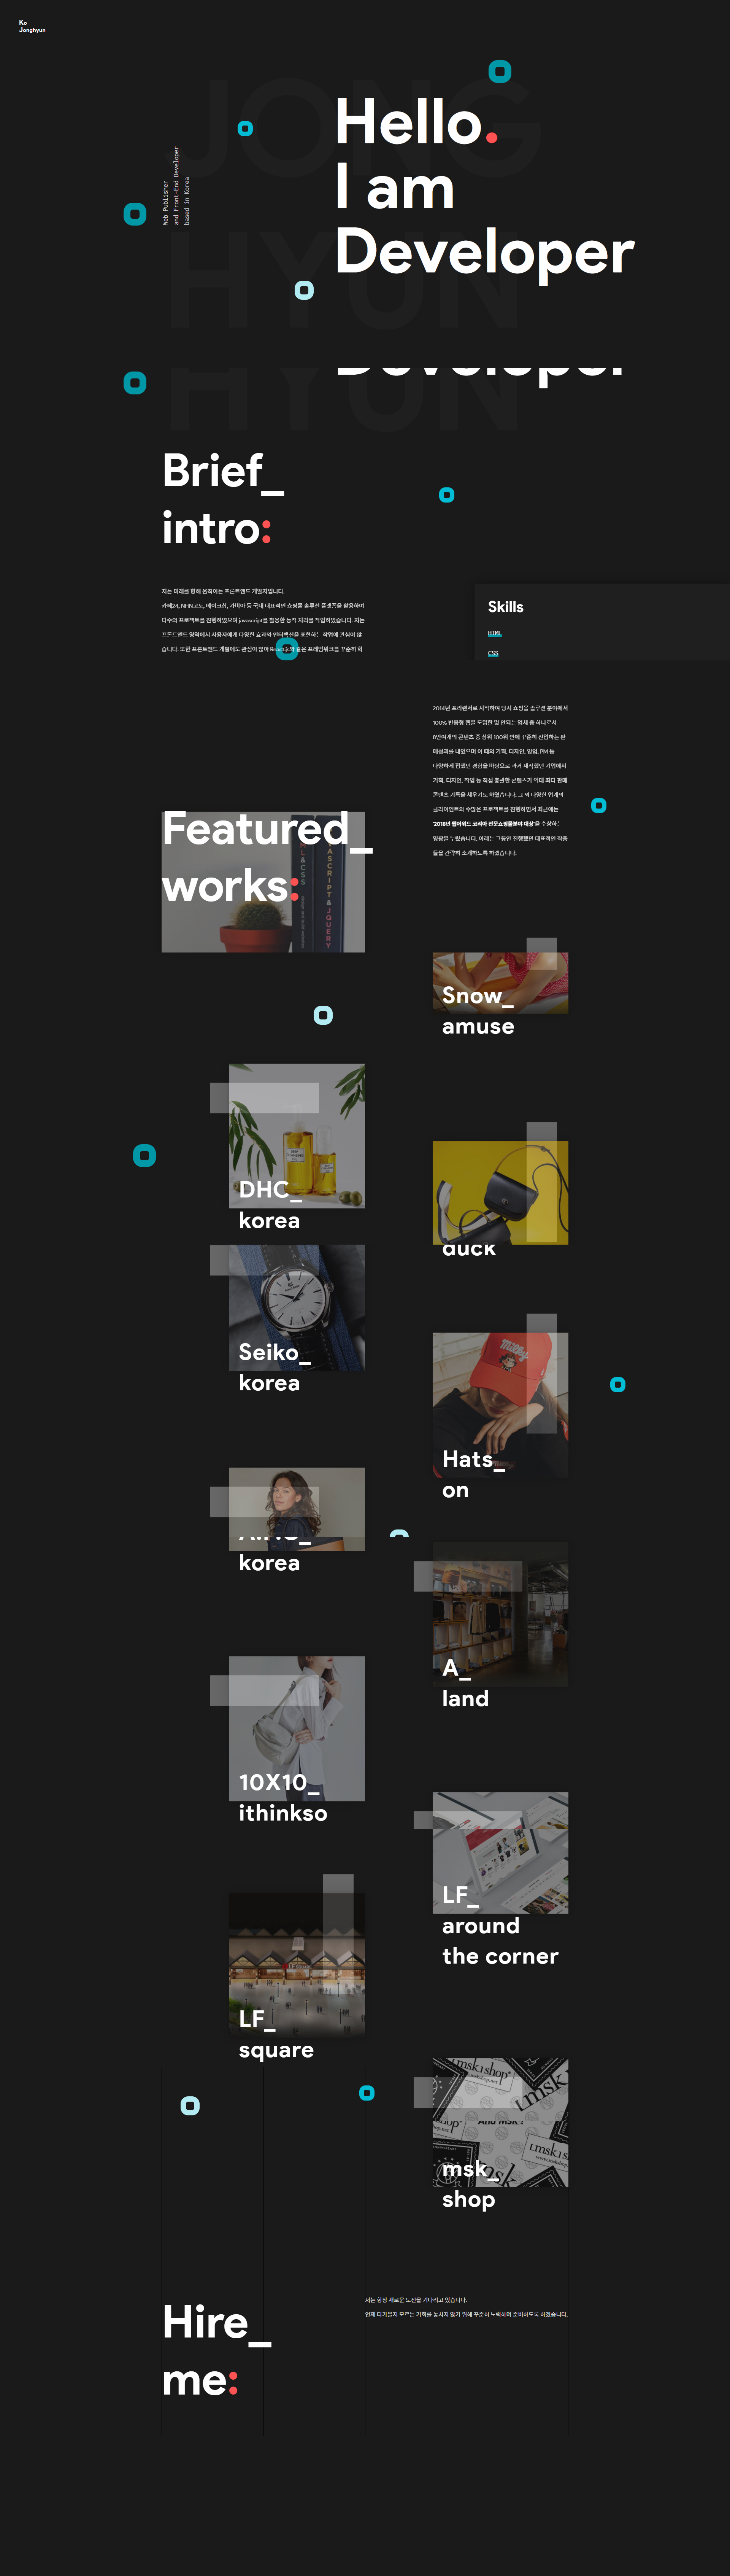 Ko
Jonghyun
JONG
HYUN
Web Publisher
and Front-End Developer
based in Korea
Hello.
I am
Developer
HYUN
Brief_
intro:
저는 미래를 향해 움직이는 프론트엔드 개발자입니다.
카페24, NHN고도, 메이크샵, 가비아 등 국내 대표적인 쇼핑몰 솔루션 플랫폼을 활용하여
다수의 프로젝트를 진행하였으며 javascript를 활용한 동적 처리를 작업하였습니다. 저는
프론트엔드 영역에서 사용자에게 다양한 효과와 인터랙션을 표현하는 작업에 관심이 많
습니다. 또한 프론트엔드 개발에도 관심이 많아 React.js와 같은 프레임워크를 꾸준히 학
Skills
HTML
CSS
2014년 프리랜서로 시작하여 당시 쇼핑몰 솔루션 분야에서
100% 반응형 웹을 도입한 몇 안되는 업체 중 하나로서
6만여개의 콘텐츠 중 상위 100위 안에 꾸준히 진입하는 판
매성과를 내었으며 이 때의 기획, 디자인, 영업, PM 등
다양하게 접했던 경험을 바탕으로 과거 재직했던 기업에서
기획, 디자인, 작업 등 직접 총괄한 콘텐츠가 역대 최다 판매
콘텐츠 기록을 세우기도 하였습니다. 그 외 다양한 업계의
클라이언트와 수많은 프로젝트를 진행하면서 최근에는
'2018년 웹어워드 코리아 전문쇼핑몰분야 대상'을 수상하는
영광을 누렸습니다. 아래는 그동안 진행했던 대표적인 작품
들을 간략히 소개하도록 하겠습니다.
Featured_
works:
ML&CSS
JAVASCRIPT & JQUERY
Snow_
amuse
DHC_
korea
duck
Seiko_
korea
Hats_
on
korea
A_
land
10X10_
ithinkso
LF_
around
the corner
LF_
square
msk_
shop
Hire_
me:
저는 항상 새로운 도전을 기다리고 있습니다.
언제 다가올지 모르는 기회를 놓치지 않기 위해 꾸준히 노력하며 준비하도록 하겠습니다.